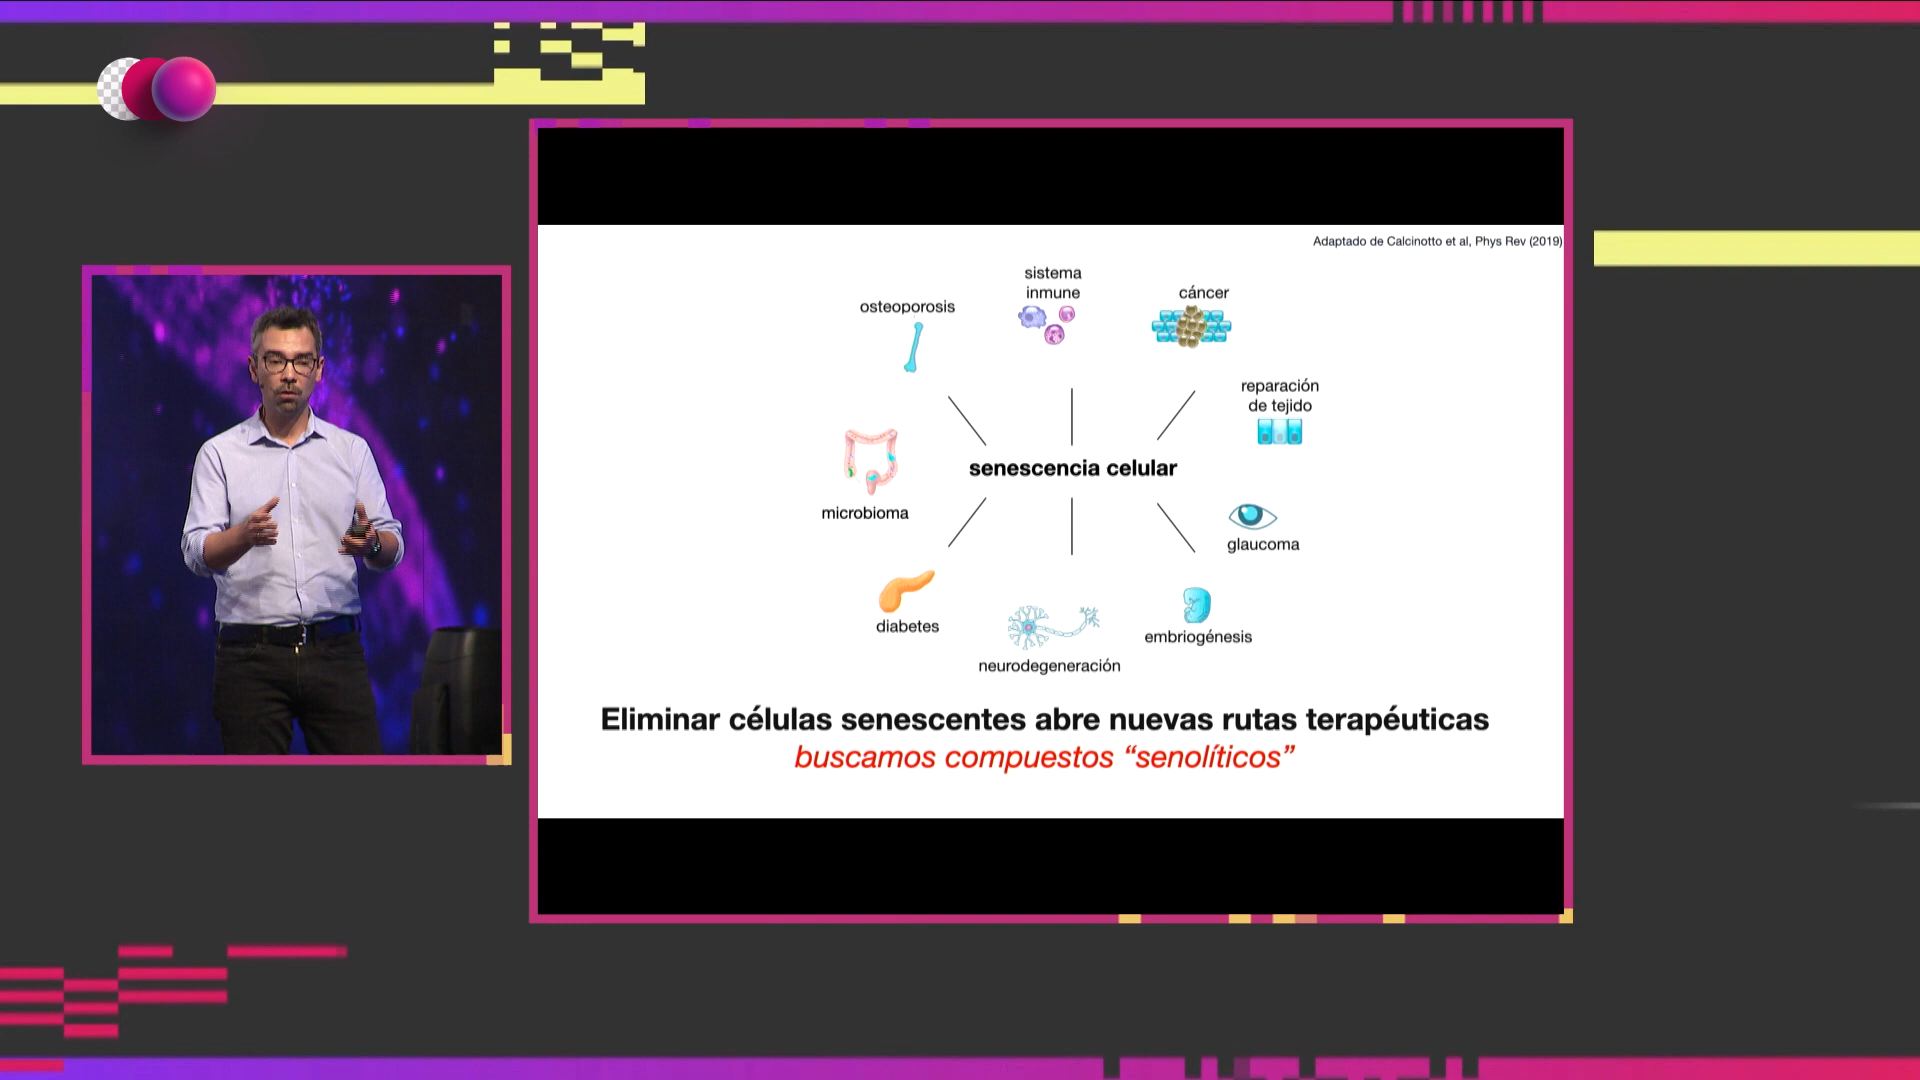 Adaptado de Calcinotto et al, Phys Rev (2019)
sistema
inmune
cáncer
osteoporosis
reparación
de tejido
senescencia celular
microbioma
glaucoma
diabetes
embriogénesis
neurodegeneración
Eliminar células senescentes abre nuevas rutas terapéuticas
buscamos compuestos “senolíticos”